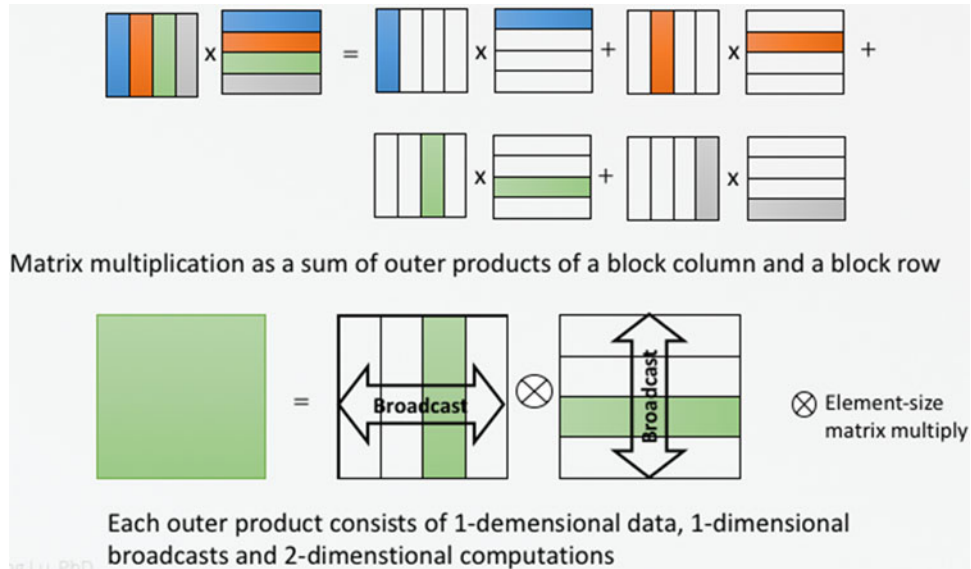 x = x + x +
x + x
Matrix multiplication as a sum of outer products of a block column and a block row
= Broadcast ⊗ Broadcast ⊗ Element-size
matrix multiply
Each outer product consists of 1-demensional data, 1-dimensional
broadcasts and 2-dimenstional computations
PhD